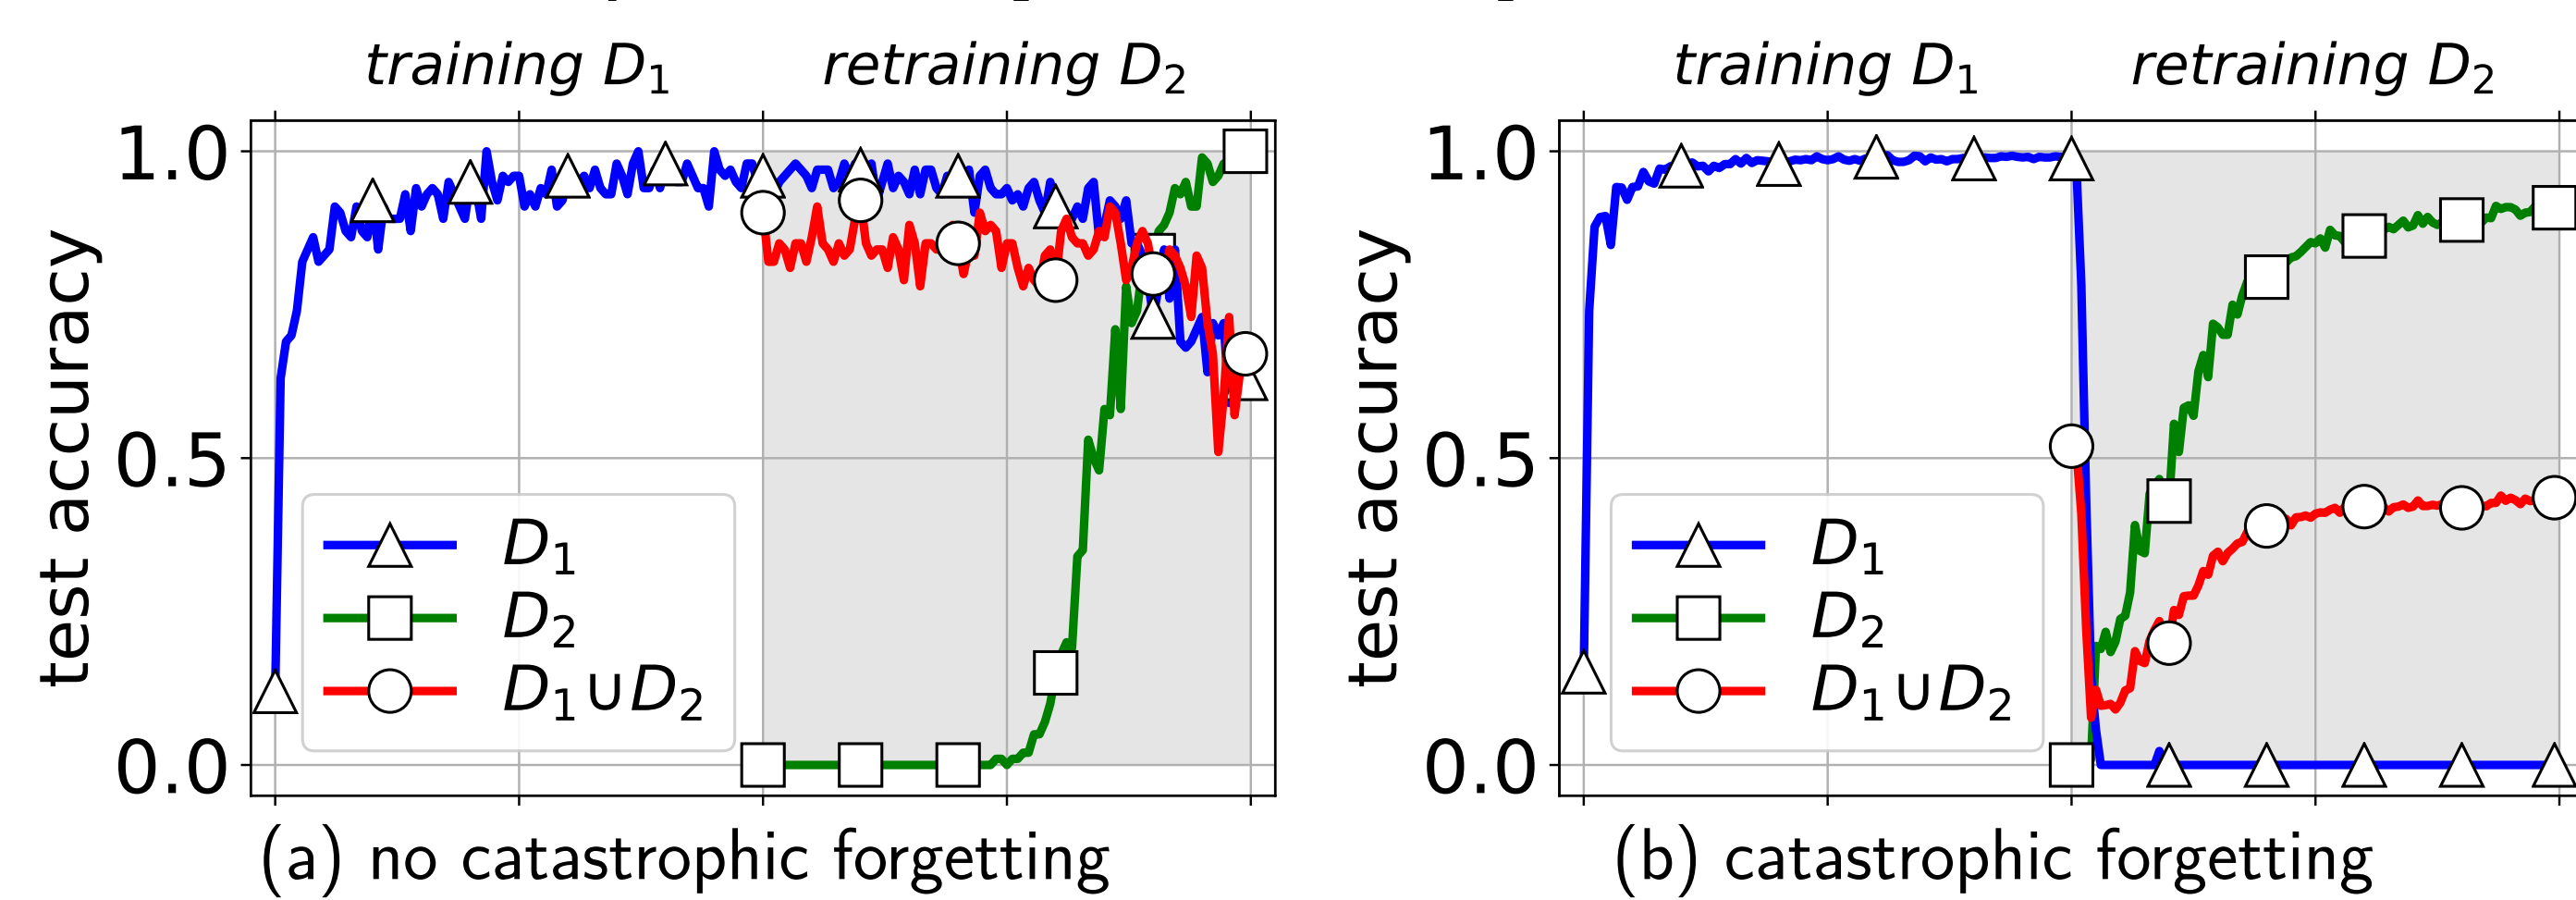 training D₁ retraining D₂
test accuracy
1.0
0.5
0.0
D₁
D₂
D₁∪D₂
(a) no catastrophic forgetting
training D₁ retraining D₂
test accuracy
1.0
0.5
0.0
D₁
D₂
D₁∪D₂
(b) catastrophic forgetting